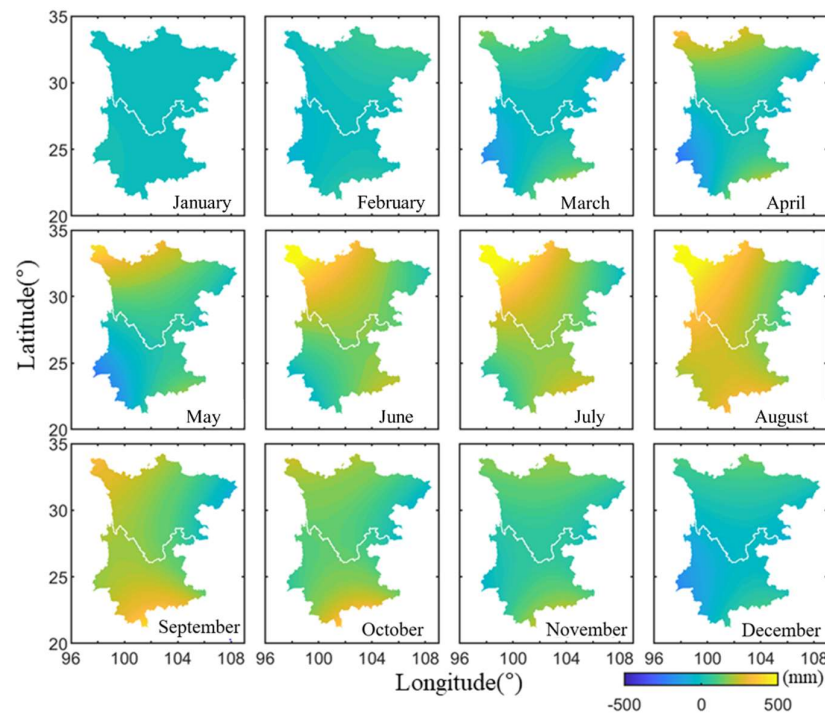 35
30
25
20
January
February
March
April
35
30
25
20
May
June
July
August
35
30
25
20
September
October
November
December
96 100 104 108
96 100 104 108
96 100 104 108
96 100 104 108
Latitude(°)
Longitude(°)
(mm)
-500 0 500